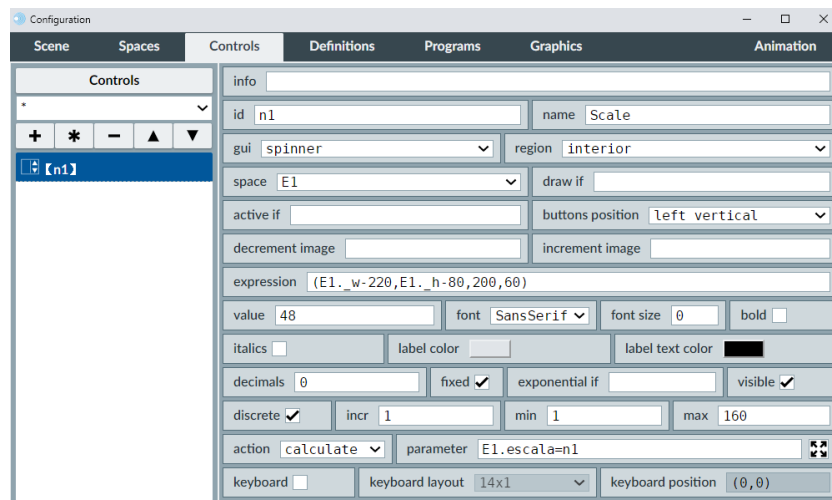 Configuration
Scene Spaces Controls Definitions Programs Graphics Animation
Controls
*
【n1】
info
id n1 name Scale
gui spinner region interior
space E1 draw if
active if buttons position left vertical
decrement image increment image
expression (E1._w-220,E1._h-80,200,60)
value 48 font SansSerif font size 0 bold
italics label color label text color
decimals 0 fixed exponential if visible
discrete incr 1 min 1 max 160
action calculate parameter E1.escala=n1
keyboard keyboard layout 14x1 keyboard position (0,0)